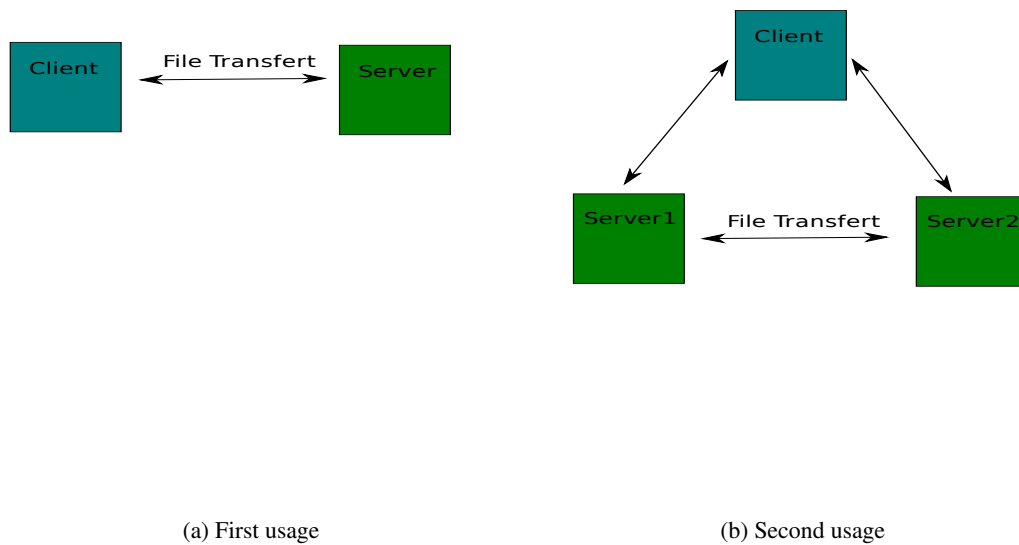 Client
File Transfert
Server
(a) First usage
Client
Server1
File Transfert
Server2
(b) Second usage